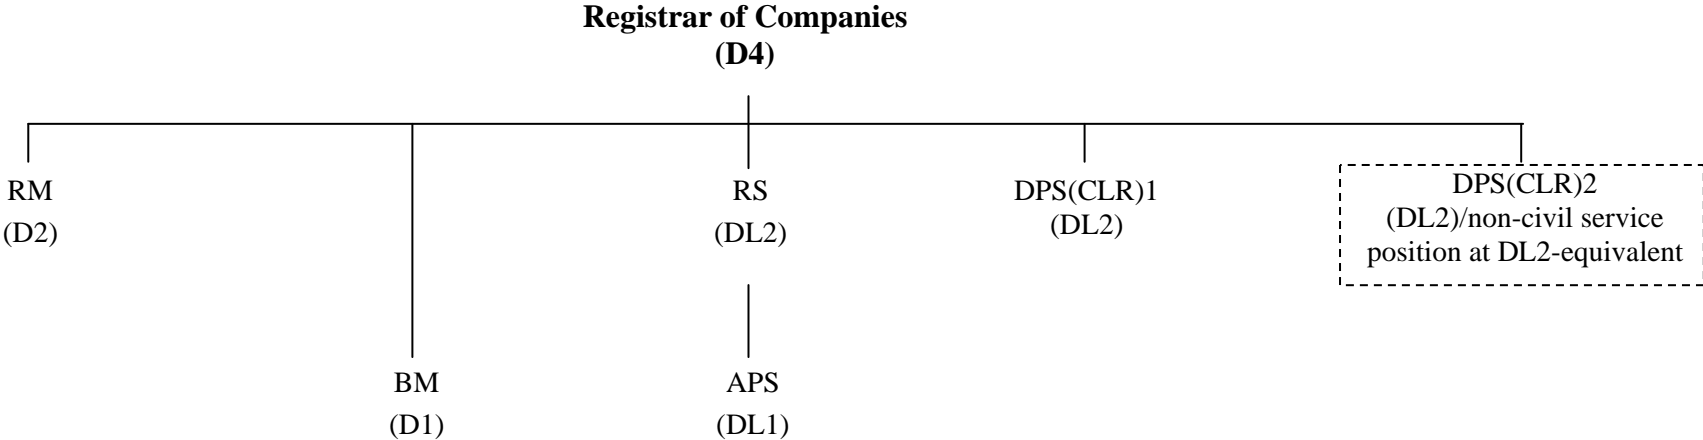 Registrar of Companies
(D4)
RM
(D2)
RS
(DL2)
DPS(CLR)1
(DL2)
DPS(CLR)2
(DL2)/non-civil service
position at DL2-equivalent
BM
(D1)
APS
(DL1)